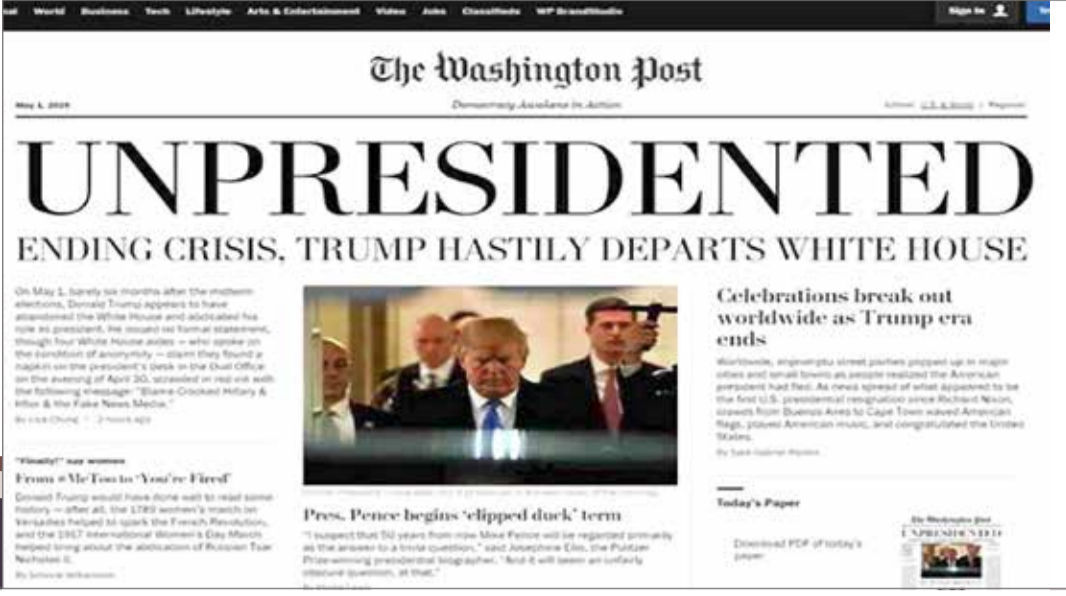 World Business Tech Lifestyle Arts & Entertainment Video Jobs Classifieds WP BrandStudio
Sign In
The Washington Post
May 1, 2019
Democracy Awakens in Action
UNPRESIDENTED
ENDING CRISIS, TRUMP HASTILY DEPARTS WHITE HOUSE
On May 1, barely six months after the midterm
elections, Donald Trump appears to have
abandoned the White House and abdicated his
role as president. He issued no formal statement,
though four White House aides — who spoke on
the condition of anonymity — claim they found a
napkin on the president's desk in the Oval Office
on the evening of April 30, scrawled in red ink with
the following message: "Blame Crooked Hillary &
Hfior & the Fake News Media."
By Lisa Chung 2 hours ago
"Finally!" say women
From #MeToo to 'You're Fired'
Donald Trump would have done well to read some
history — after all, the 1789 women's march on
Versailles helped to spark the French Revolution,
and the 1917 International Women's Day March
helped bring about the abdication of Russian Tsar
Nicholas II.
By
Pres. Pence begins 'clipped duck' term
"I suspect that 50 years from now Mike Pence will be regarded primarily
as the answer to a trivia question," said Josephine Ellis, the Pulitzer
Prize-winning presidential biographer. "And it will seem an unfairly
obscure question, at that."
Celebrations break out
worldwide as Trump era
ends
Worldwide, impromptu street parties popped up in major
cities and small towns as people realized the American
president had fled. As news spread of what appeared to be
the first U.S. presidential resignation since Richard Nixon,
crowds from Buenos Aires to Cape Town waved American
flags, played American music, and congratulated the United
States.
By
Today's Paper
Download PDF of today's
paper
The Washington Post
UNPRESIDENTED